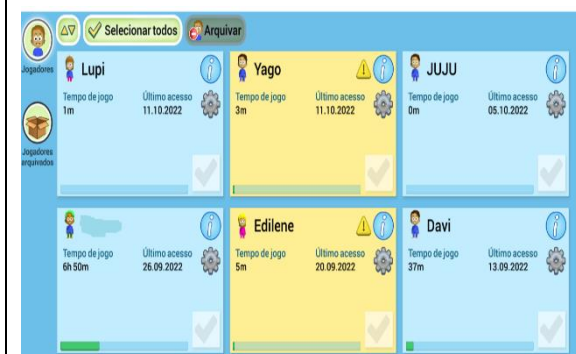 Selecionar todos Arquivar
Jogadores
Jogadores arquivados
Lupi
Tempo de jogo Último acesso
1m 11.10.2022
Yago
Tempo de jogo Último acesso
3m 11.10.2022
JUJU
Tempo de jogo Último acesso
0m 05.10.2022
Tempo de jogo Último acesso
6h 50m 26.09.2022
Edilene
Tempo de jogo Último acesso
5m 20.09.2022
Davi
Tempo de jogo Último acesso
37m 13.09.2022